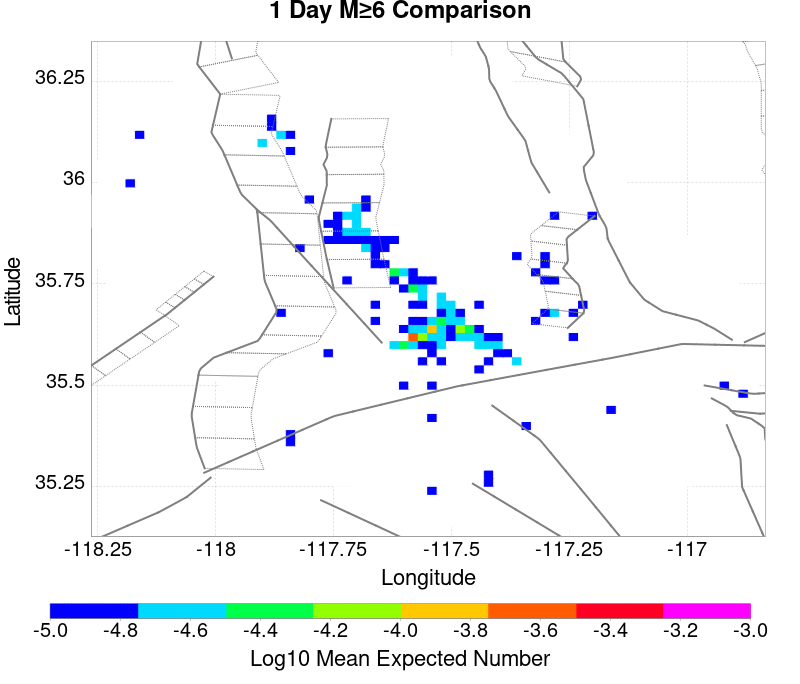 1 Day M≥6 Comparison
36.25
36
35.75
35.5
35.25
Latitude
-118.25 -118 -117.75 -117.5 -117.25 -117
Longitude
-5.0 -4.8 -4.6 -4.4 -4.2 -4.0 -3.8 -3.6 -3.4 -3.2 -3.0
Log10 Mean Expected Number